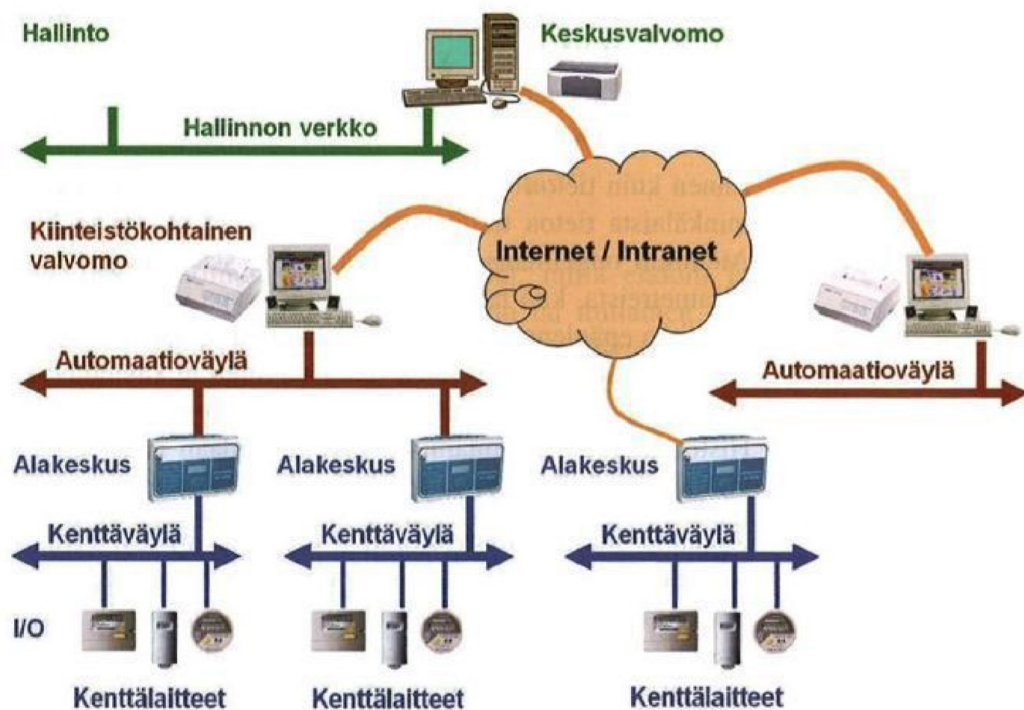 Hallinto
Keskusvalvomo
Hallinnon verkko
Kiinteistökohtainen
valvomo
Internet / Intranet
Automaatioväylä
Automaatioväylä
Alakeskus
Alakeskus
Alakeskus
Kenttäväylä
Kenttäväylä
Kenttäväylä
I/O
Kenttälaitteet
Kenttälaitteet
Kenttälaitteet